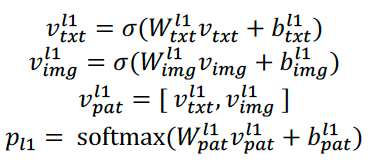 v_{txt}^{l1} = σ(W_{txt}^{l1} v_{txt} + b_{txt}^{l1})
v_{img}^{l1} = σ(W_{img}^{l1} v_{img} + b_{img}^{l1})
v_{pat}^{l1} = [ v_{txt}^{l1}, v_{img}^{l1} ]
p_{l1} = softmax(W_{pat}^{l1} v_{pat}^{l1} + b_{pat}^{l1})